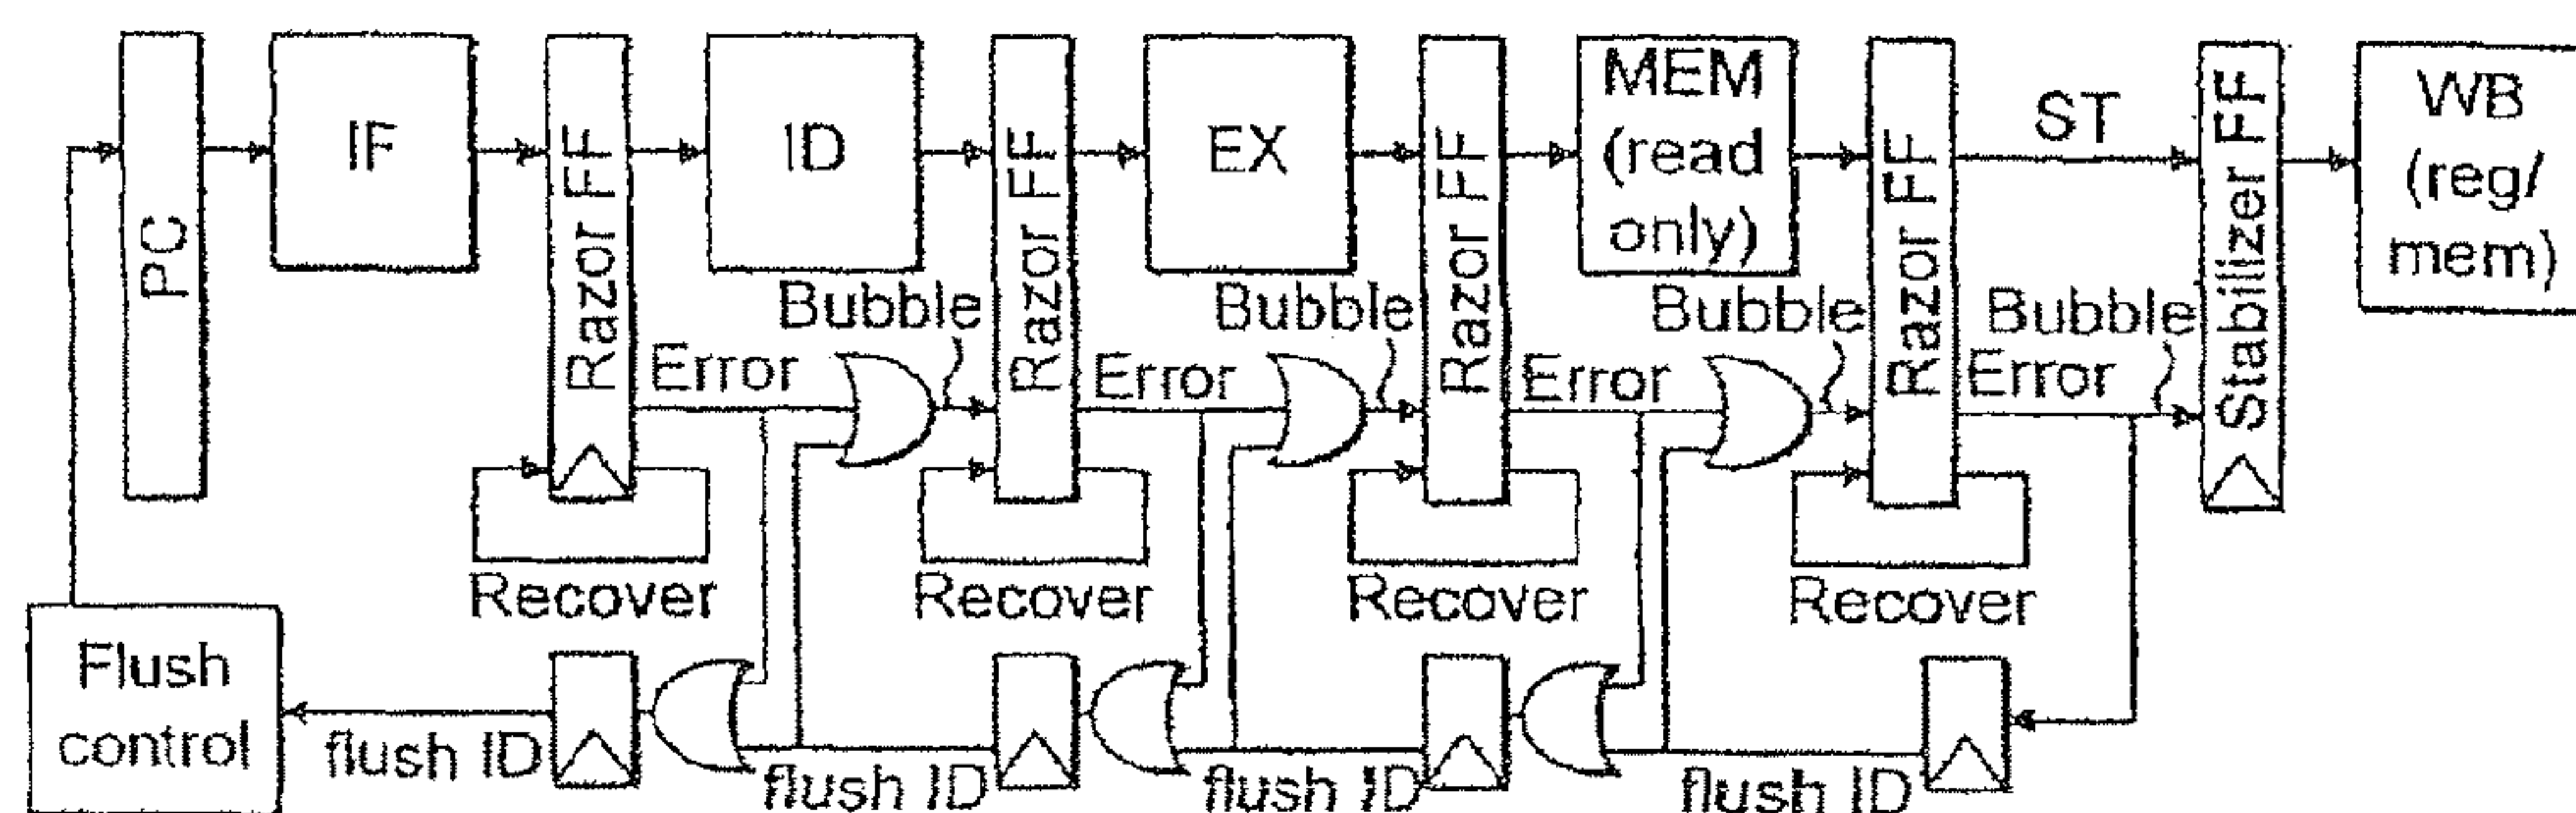 PC
IF
Razor FF
ID
Razor FF
EX
Razor FF
MEM
(read
only)
Razor FF
ST
Stabilizer FF
WB
(reg/
mem)
Bubble
Bubble
Bubble
Bubble
Error
Error
Error
Error
Recover
Recover
Recover
Recover
Flush
control
flush ID
flush ID
flush ID
flush ID